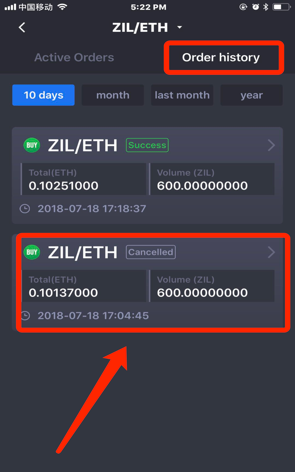 中国移动 5:22 PM 8%
ZIL/ETH
Active Orders Order history
10 days month last month year
BUY ZIL/ETH Success
Total(ETH) Volume (ZIL)
0.10251000 600.00000000
2018-07-18 17:18:37
BUY ZIL/ETH Cancelled
Total(ETH) Volume (ZIL)
0.10137000 600.00000000
2018-07-18 17:04:45